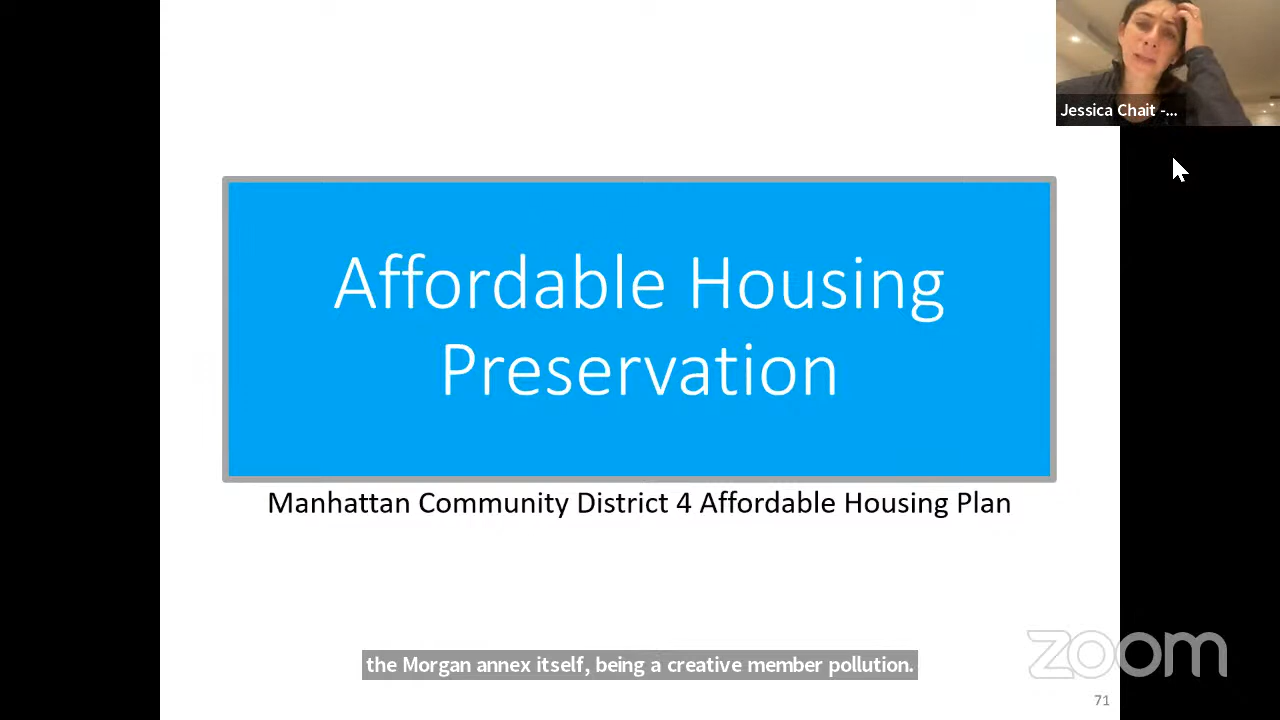 Jessica Chait -...
Affordable Housing
Preservation
Manhattan Community District 4 Affordable Housing Plan
the Morgan annex itself, being a creative member pollution.
zoom
71